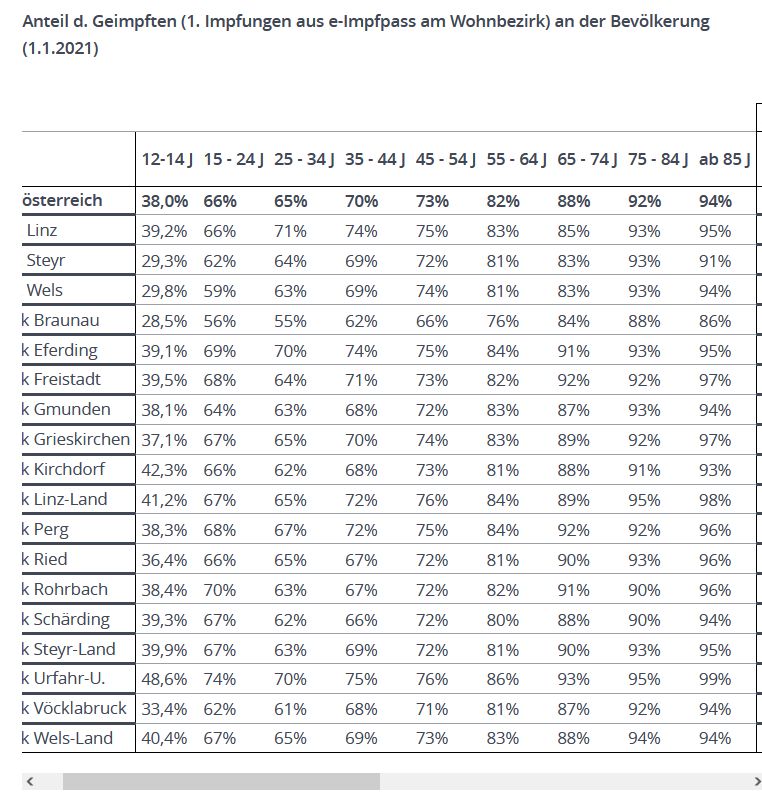 Anteil d. Geimpften (1. Impfungen aus e-Impfpass am Wohnbezirk) an der Bevölkerung
(1.1.2021)
12-14 J 15 - 24 J 25 - 34 J 35 - 44 J 45 - 54 J 55 - 64 J 65 - 74 J 75 - 84 J ab 85 J
österreich 38,0% 66% 65% 70% 73% 82% 88% 92% 94%
Linz 39,2% 66% 71% 74% 75% 83% 85% 93% 95%
Steyr 29,3% 62% 64% 69% 72% 81% 83% 93% 91%
Wels 29,8% 59% 63% 69% 74% 81% 83% 93% 94%
k Braunau 28,5% 56% 55% 62% 66% 76% 84% 88% 86%
k Eferding 39,1% 69% 70% 74% 75% 84% 91% 93% 95%
k Freistadt 39,5% 68% 64% 71% 73% 82% 92% 92% 97%
k Gmunden 38,1% 64% 63% 68% 72% 83% 87% 93% 94%
k Grieskirchen 37,1% 67% 65% 70% 74% 83% 89% 92% 97%
k Kirchdorf 42,3% 66% 62% 68% 73% 81% 88% 91% 93%
k Linz-Land 41,2% 67% 65% 72% 76% 84% 89% 95% 98%
k Perg 38,3% 68% 67% 72% 75% 84% 92% 92% 96%
k Ried 36,4% 66% 65% 67% 72% 81% 90% 93% 96%
k Rohrbach 38,4% 70% 63% 67% 72% 82% 91% 90% 96%
k Schärding 39,3% 67% 62% 66% 72% 80% 88% 90% 94%
k Steyr-Land 39,9% 67% 63% 69% 72% 81% 90% 93% 95%
k Urfahr-U. 48,6% 74% 70% 75% 76% 86% 93% 95% 99%
k Vöcklabruck 33,4% 62% 61% 68% 71% 81% 87% 92% 94%
k Wels-Land 40,4% 67% 65% 69% 73% 83% 88% 94% 94%